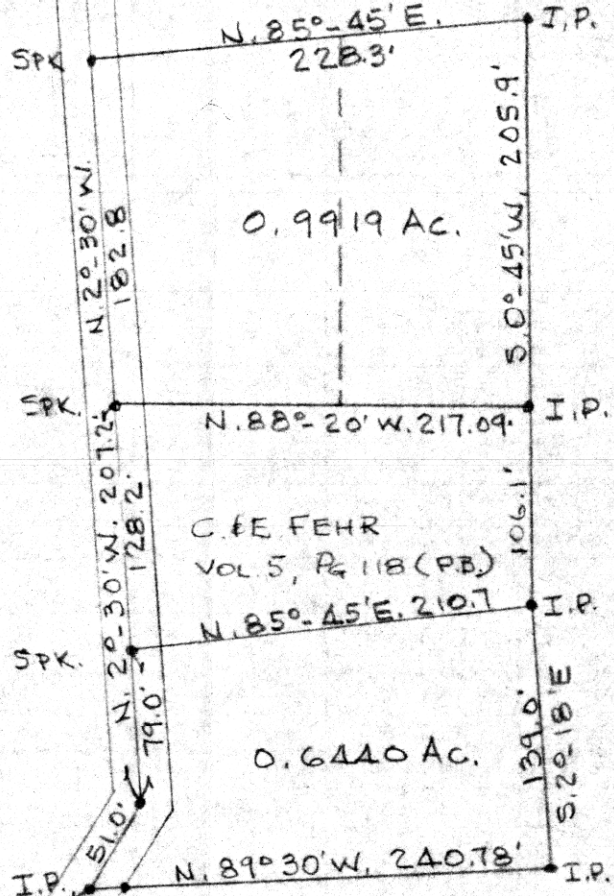 N. 85°-45' E.
I.P.
SPK
228.3'
N. 2°-30' W.
182.8
0.9919 Ac.
S. 0°-45' W, 205.9'
SPK.
N. 88°-20' W. 217.09'
I.P.
N. 2°-30' W. 207.2'
128.2'
C. & E FEHR
VOL. 5, PG 118 (P.B.)
106.1'
N. 85°-45' E. 210.7
I.P.
SPK.
79.0'
0.6440 Ac.
139.0'
S. 2°-18' E
51.0'
I.P.
N. 89°30' W, 240.78'
I.P.